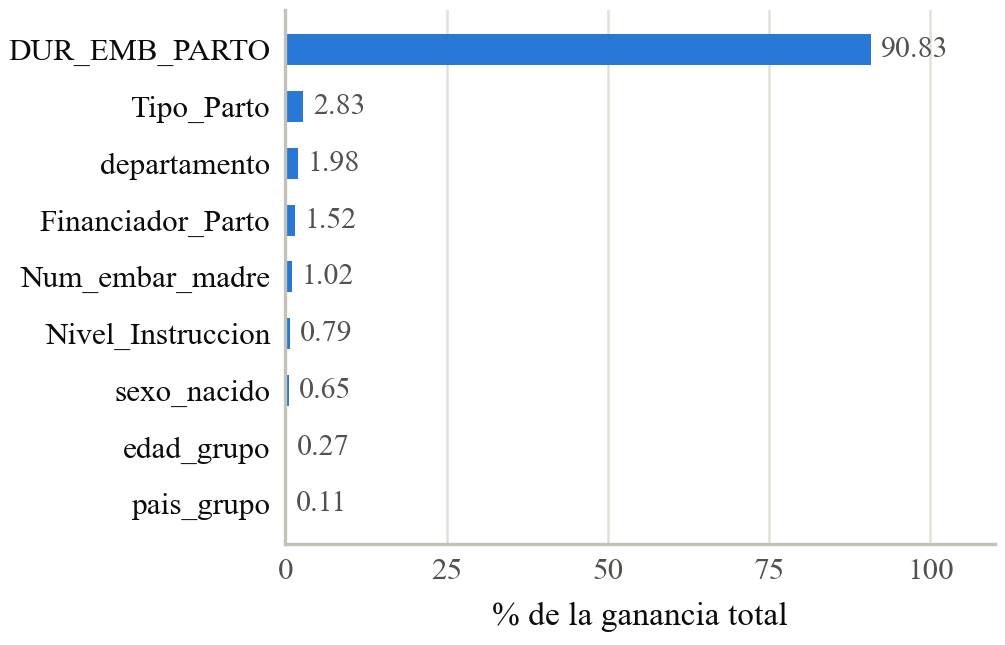 DUR_EMB_PARTO 90.83
Tipo_Parto 2.83
departamento 1.98
Financiador_Parto 1.52
Num_embar_madre 1.02
Nivel_Instruccion 0.79
sexo_nacido 0.65
edad_grupo 0.27
pais_grupo 0.11
0 25 50 75 100
% de la ganancia total